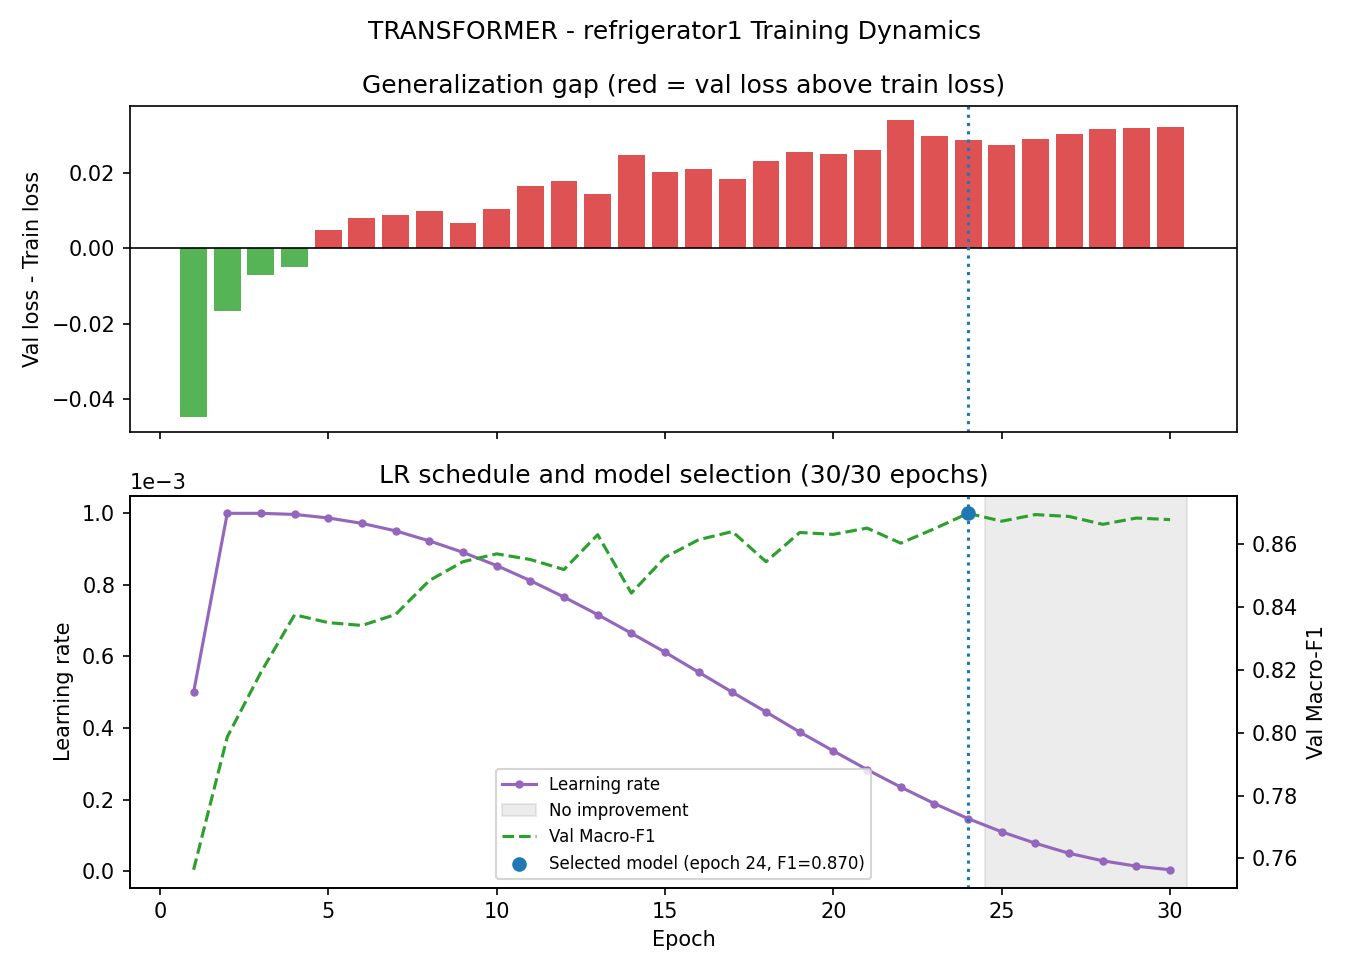 TRANSFORMER - refrigerator1 Training Dynamics
Generalization gap (red = val loss above train loss)
Val loss - Train loss
0.02
0.00
−0.02
−0.04
LR schedule and model selection (30/30 epochs)
1e−3
Learning rate
1.0
0.8
0.6
0.4
0.2
0.0
0.86
0.84
0.82
0.80
0.78
0.76
Val Macro-F1
Learning rate
No improvement
Val Macro-F1
Selected model (epoch 24, F1=0.870)
0 5 10 15 20 25 30
Epoch